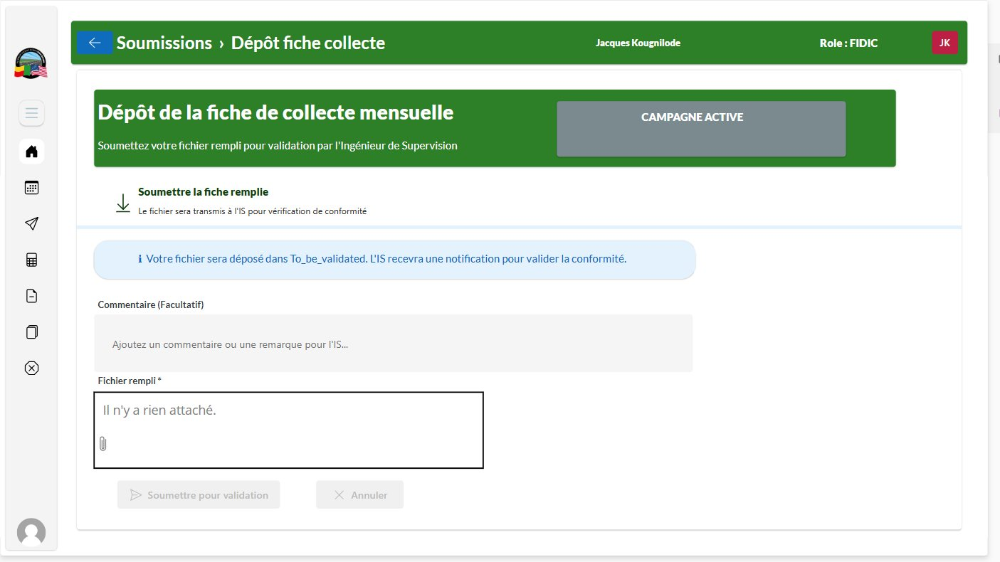 Soumissions › Dépôt fiche collecte
Jacques Kougnilode
Role : FIDIC
JK
Dépôt de la fiche de collecte mensuelle
CAMPAGNE ACTIVE
Soumettez votre fichier rempli pour validation par l'Ingénieur de Supervision
Soumettre la fiche remplie
Le fichier sera transmis à l'IS pour vérification de conformité
ℹ Votre fichier sera déposé dans To_be_validated. L'IS recevra une notification pour valider la conformité.
Commentaire (Facultatif)
Ajoutez un commentaire ou une remarque pour l'IS...
Fichier rempli *
Il n'y a rien attaché.
Soumettre pour validation
Annuler